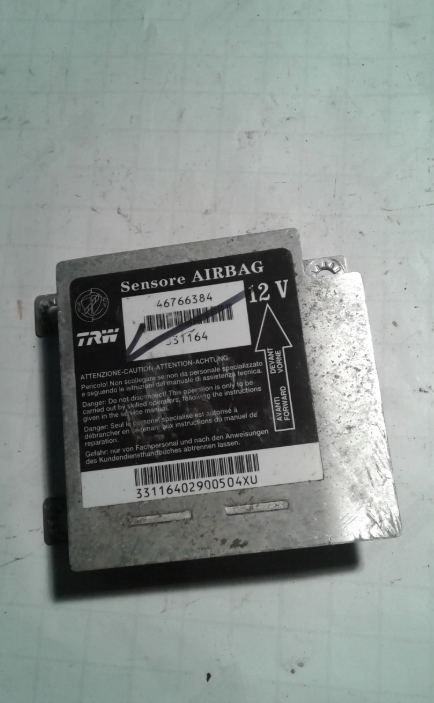 Sensore AIRBAG
46766384
12 V
331164
TRW
ATTENZIONE-CAUTION-ATTENTION-ACHTUNG
Pericolo! Non scollegare se non da personale specializzato
e seguendo le istruzioni del manuale di assistenza tecnica.
Danger: Do not disconnect! This operation is only to be
carried out by skilled operators, following the instructions
given in the service manual.
Danger: Seul le personel specialisé est autorisé à
débrancher en se aux instructions du manuel de
reparation.
Gefahr: nur von Fachpersonal und nach den Anweisungen
des Kundendiensthandbuches abtrennen lassen.
AVANTI DEVANT
FORWARD VORNE
33116402900504XU